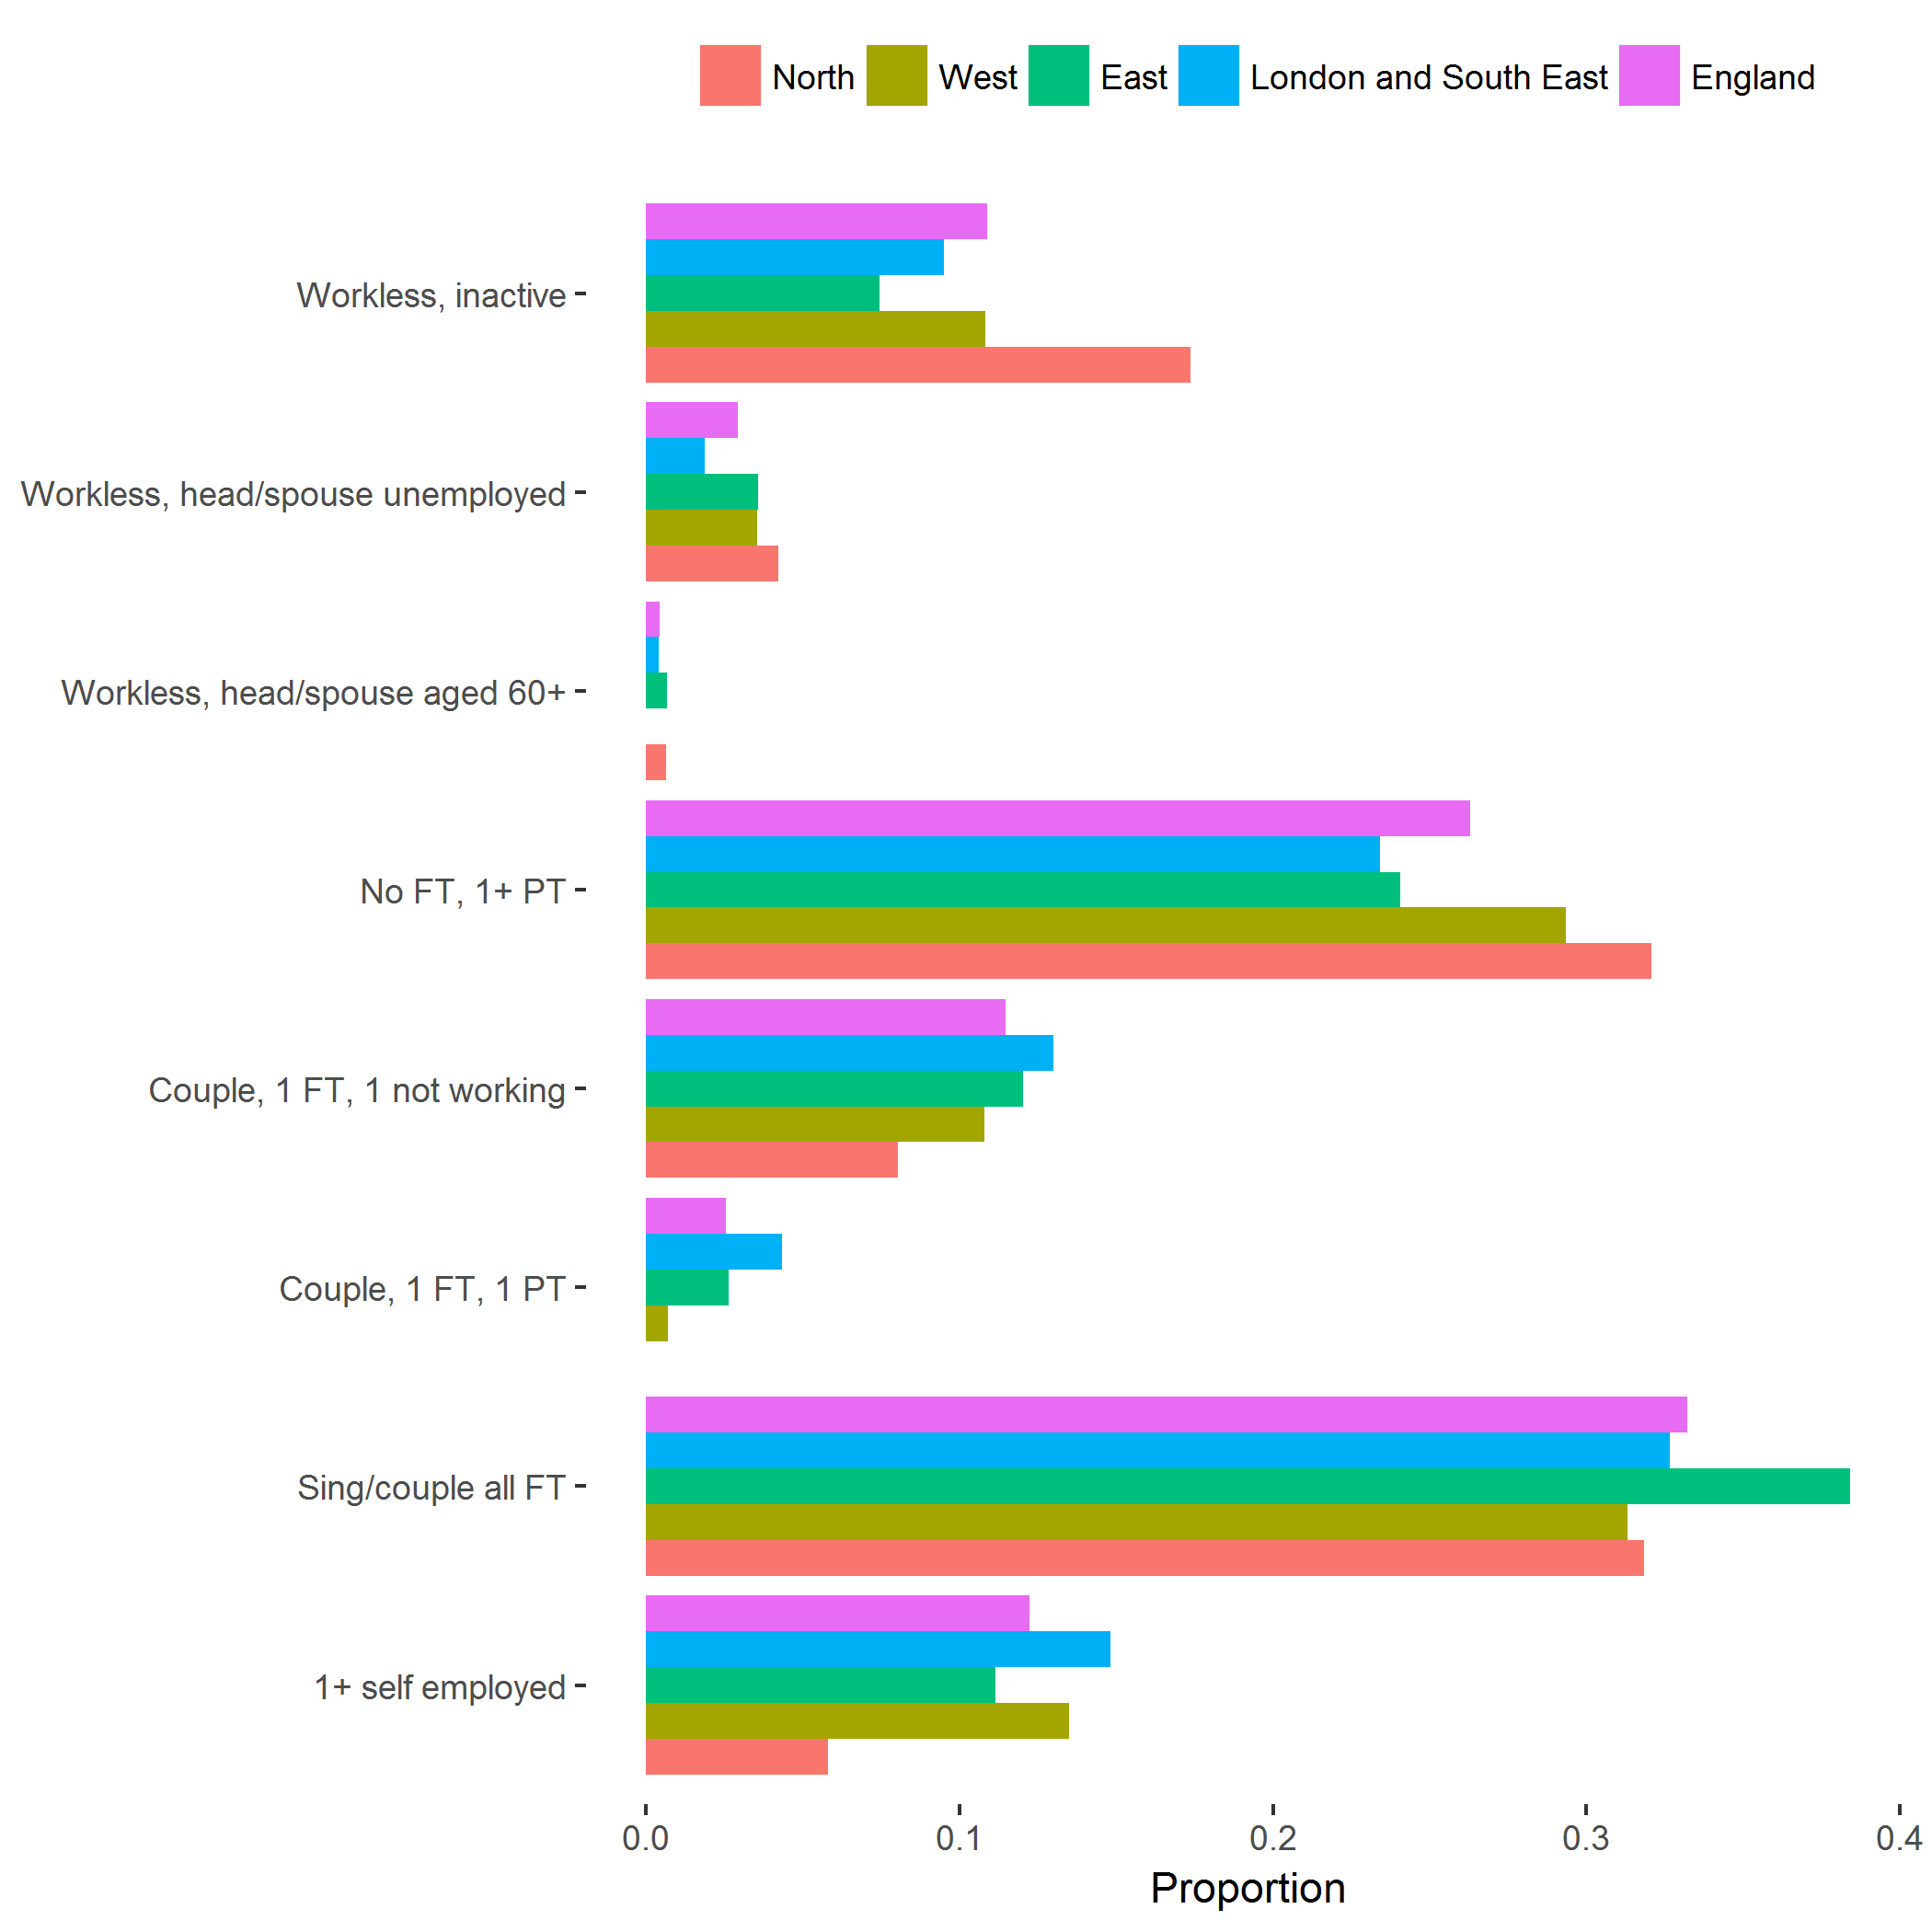 North West East London and South East England
Workless, inactive
Workless, head/spouse unemployed
Workless, head/spouse aged 60+
No FT, 1+ PT
Couple, 1 FT, 1 not working
Couple, 1 FT, 1 PT
Sing/couple all FT
1+ self employed
0.0 0.1 0.2 0.3 0.4
Proportion